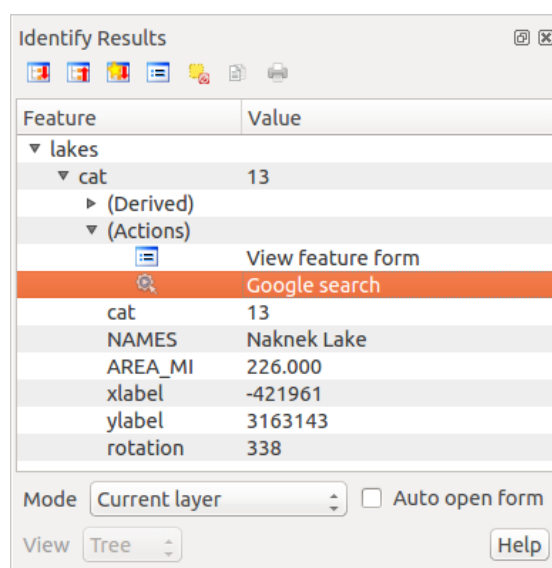 Identify Results
Feature Value
lakes
cat 13
(Derived)
(Actions)
View feature form
Google search
cat 13
NAMES Naknek Lake
AREA_MI 226.000
xlabel -421961
ylabel 3163143
rotation 338
Mode Current layer Auto open form
View Tree Help